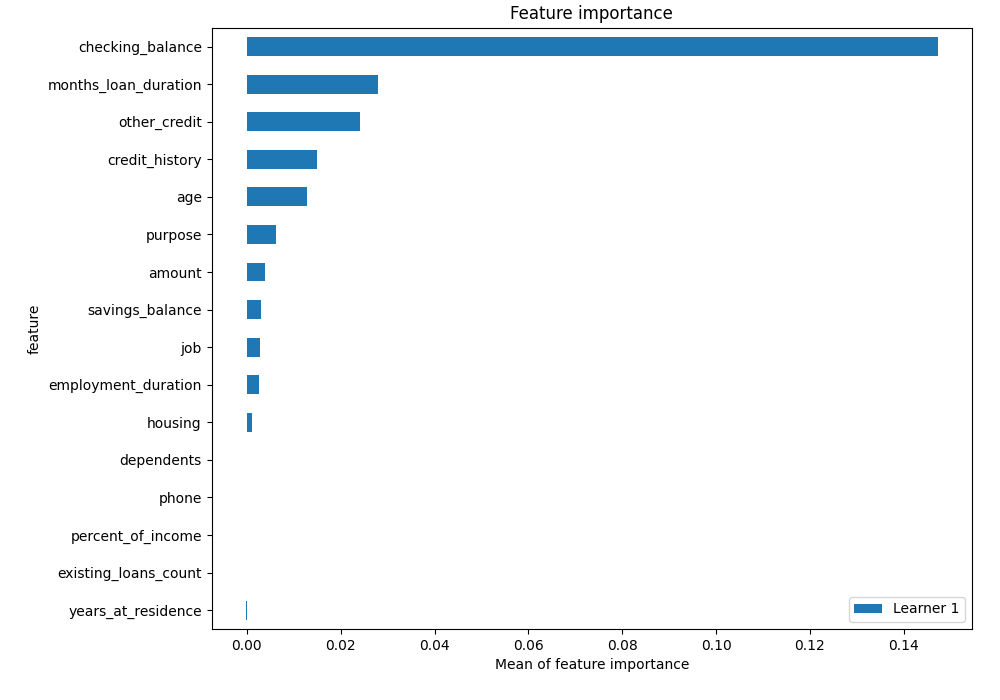 Feature importance
checking_balance
months_loan_duration
other_credit
credit_history
age
purpose
amount
savings_balance
job
employment_duration
housing
dependents
phone
percent_of_income
existing_loans_count
years_at_residence
feature
Learner 1
0.00 0.02 0.04 0.06 0.08 0.10 0.12 0.14
Mean of feature importance